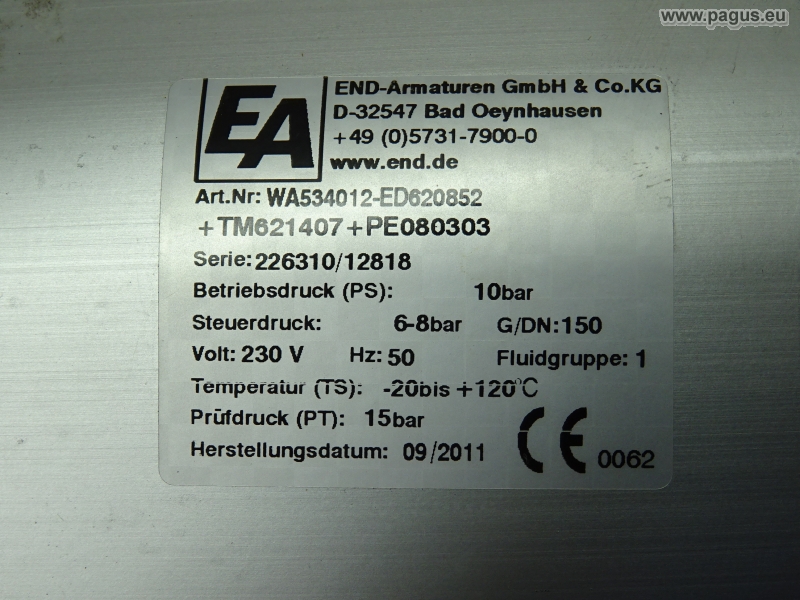 www.pagus.eu
EA
END-Armaturen GmbH & Co.KG
D-32547 Bad Oeynhausen
+49 (0)5731-7900-0
www.end.de
Art.Nr: WA534012-ED620852
+TM621407+PE080303
Serie: 226310/12818
Betriebsdruck (PS): 10bar
Steuerdruck: 6-8bar G/DN: 150
Volt: 230 V Hz: 50 Fluidgruppe: 1
Temperatur (TS): -20bis +120°C
Prüfdruck (PT): 15bar
Herstellungsdatum: 09/2011 CE 0062